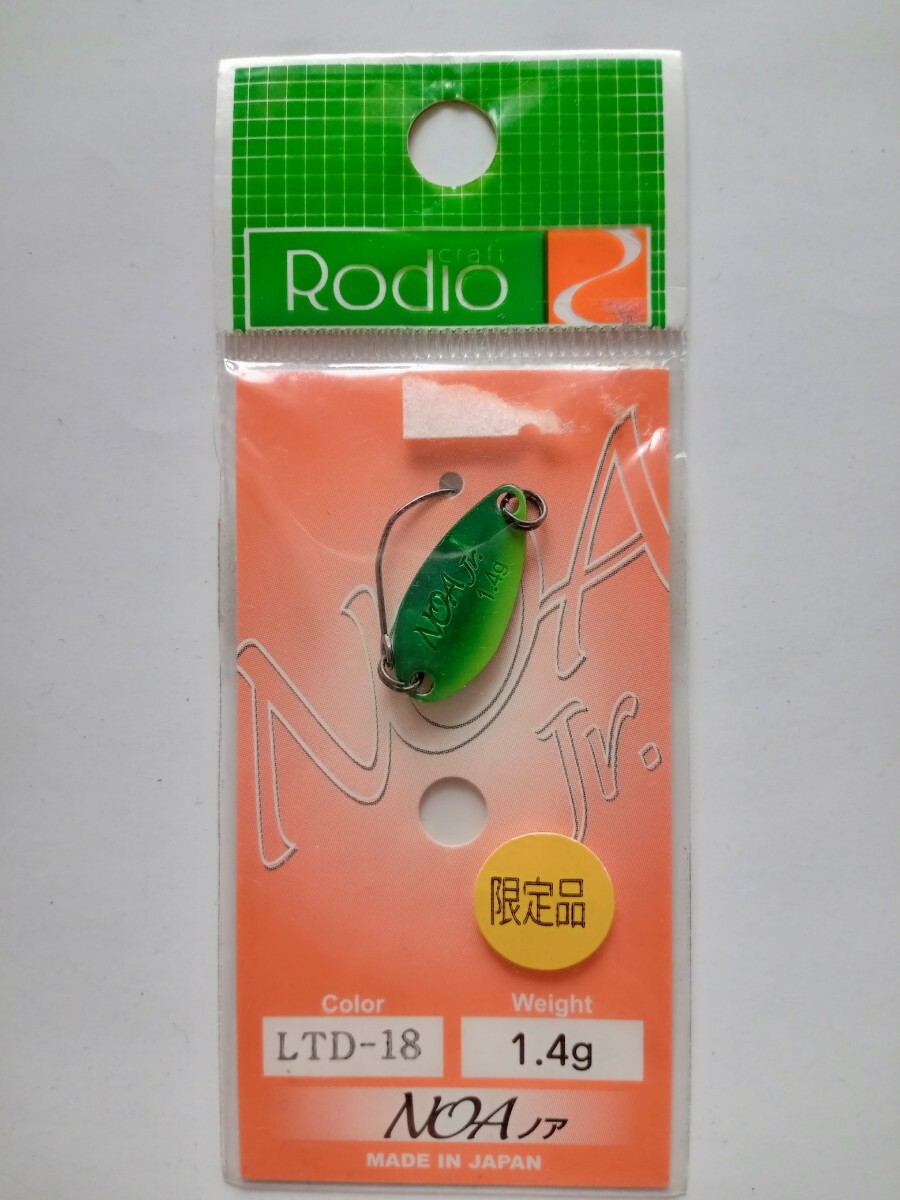 craft
Rodio
NOA Jr.
1.4g
NOA
Jr.
限定品
Color
Weight
LTD-18
1.4g
NOA ノア
MADE IN JAPAN